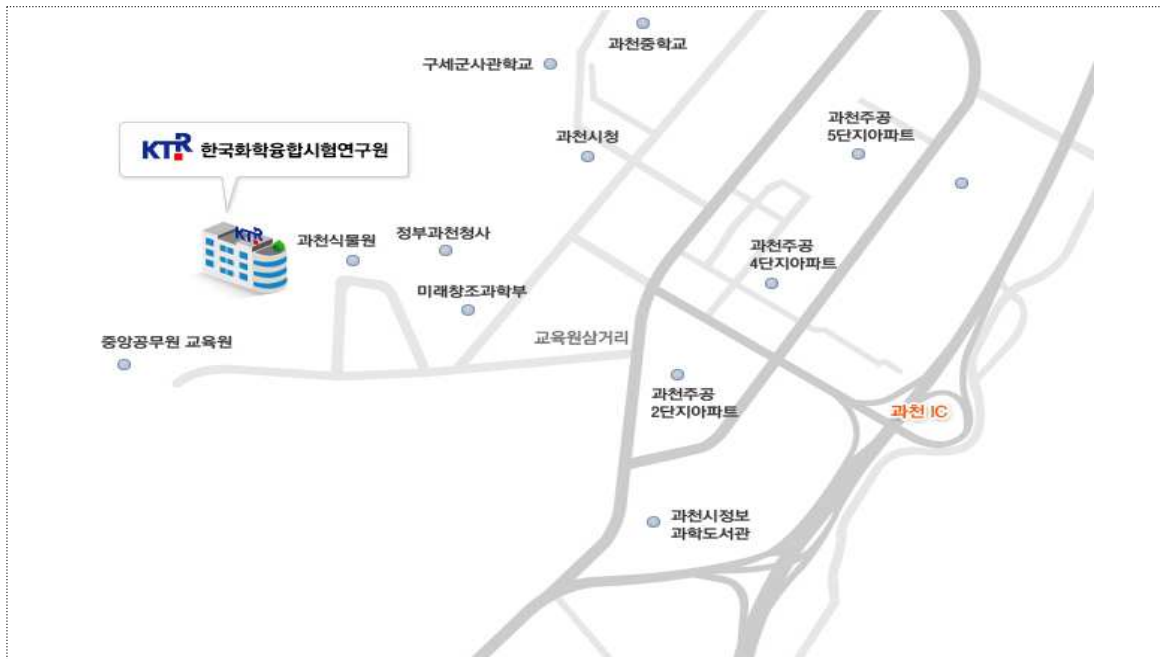 과천중학교
구세군사관학교
과천주공
5단지아파트
과천시청
KTR 한국화학융합시험연구원
KTR
과천식물원
정부과천청사
과천주공
4단지아파트
미래창조과학부
교육원삼거리
중앙공무원 교육원
과천주공
2단지아파트
과천 IC
과천시정보
과학도서관